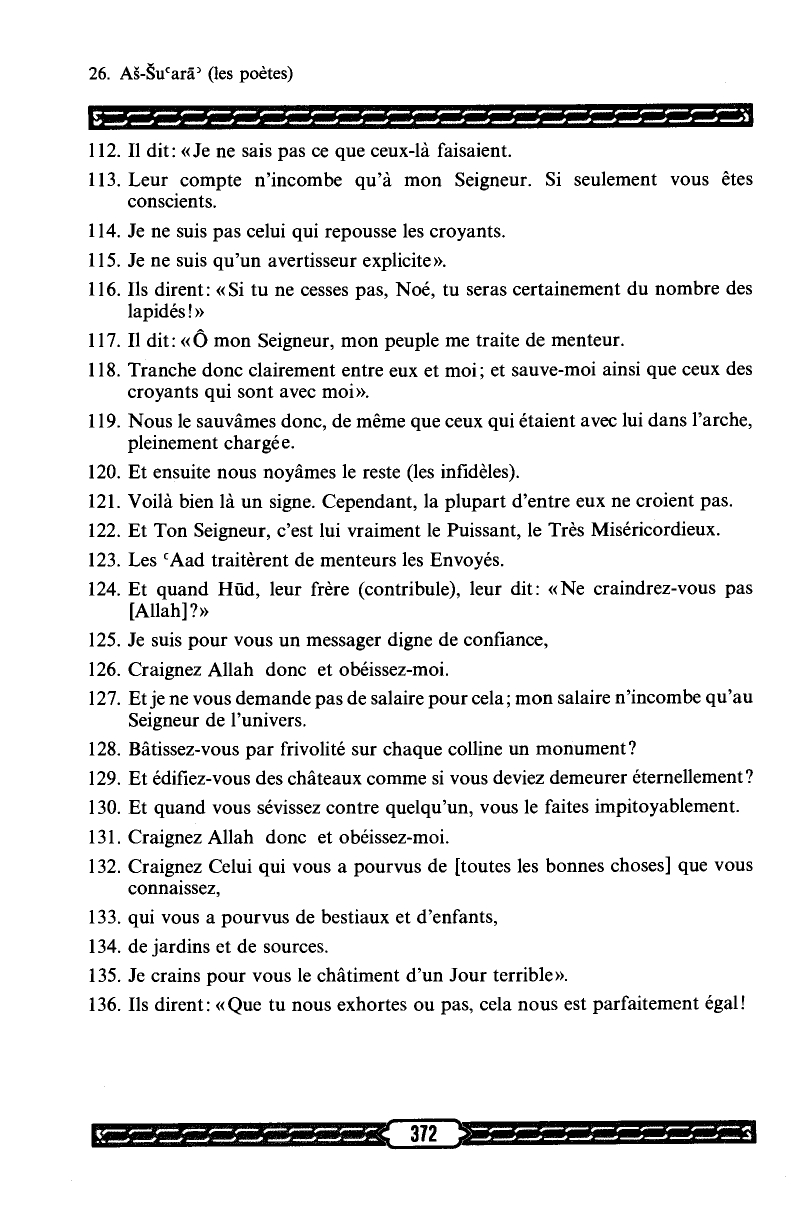 26. Aš-Šuᶜarāᵓ (les poètes)
112. Il dit: «Je ne sais pas ce que ceux-là faisaient.
113. Leur compte n’incombe qu’à mon Seigneur. Si seulement vous êtes
conscients.
114. Je ne suis pas celui qui repousse les croyants.
115. Je ne suis qu’un avertisseur explicite».
116. Ils dirent: «Si tu ne cesses pas, Noé, tu seras certainement du nombre des
lapidés!»
117. Il dit: «Ô mon Seigneur, mon peuple me traite de menteur.
118. Tranche donc clairement entre eux et moi; et sauve-moi ainsi que ceux des
croyants qui sont avec moi».
119. Nous le sauvâmes donc, de même que ceux qui étaient avec lui dans l’arche,
pleinement chargée.
120. Et ensuite nous noyâmes le reste (les infidèles).
121. Voilà bien là un signe. Cependant, la plupart d’entre eux ne croient pas.
122. Et Ton Seigneur, c’est lui vraiment le Puissant, le Très Miséricordieux.
123. Les ᶜAad traitèrent de menteurs les Envoyés.
124. Et quand Hūd, leur frère (contribule), leur dit: «Ne craindrez-vous pas
[Allah]?»
125. Je suis pour vous un messager digne de confiance,
126. Craignez Allah donc et obéissez-moi.
127. Et je ne vous demande pas de salaire pour cela; mon salaire n’incombe qu’au
Seigneur de l’univers.
128. Bâtissez-vous par frivolité sur chaque colline un monument?
129. Et édifiez-vous des châteaux comme si vous deviez demeurer éternellement?
130. Et quand vous sévissez contre quelqu’un, vous le faites impitoyablement.
131. Craignez Allah donc et obéissez-moi.
132. Craignez Celui qui vous a pourvus de [toutes les bonnes choses] que vous
connaissez,
133. qui vous a pourvus de bestiaux et d’enfants,
134. de jardins et de sources.
135. Je crains pour vous le châtiment d’un Jour terrible».
136. Ils dirent: «Que tu nous exhortes ou pas, cela nous est parfaitement égal!
372